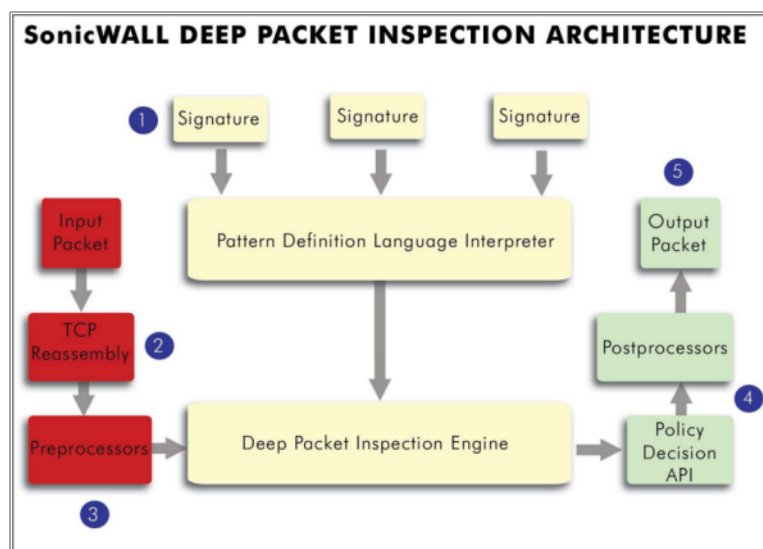 SonicWALL DEEP PACKET INSPECTION ARCHITECTURE
1
Signature
Signature
Signature
5
Input
Packet
Pattern Definition Language Interpreter
Output
Packet
TCP
Reassembly
2
Postprocessors
4
Preprocessors
Deep Packet Inspection Engine
Policy
Decision
API
3